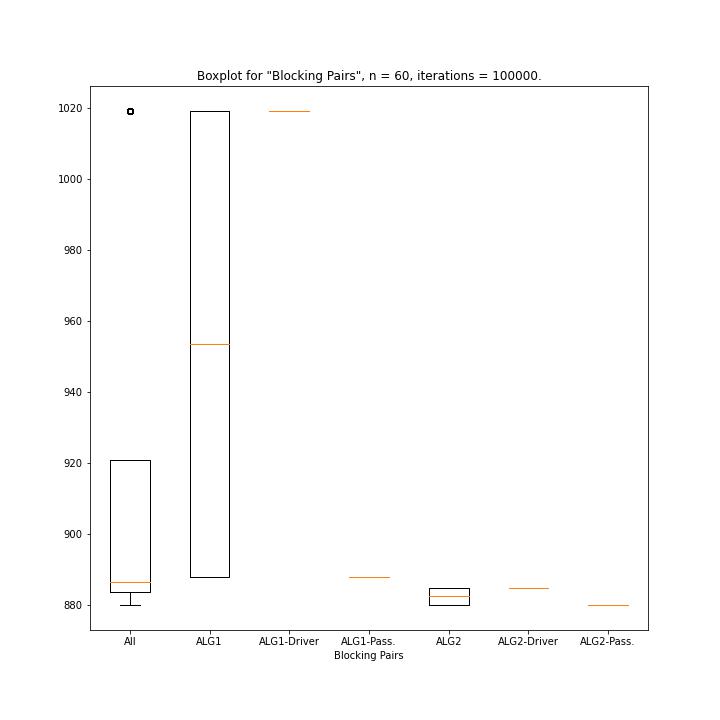 Boxplot for "Blocking Pairs", n = 60, iterations = 100000.
1020
1000
980
960
940
920
900
880
All ALG1 ALG1-Driver ALG1-Pass. ALG2 ALG2-Driver ALG2-Pass.
Blocking Pairs